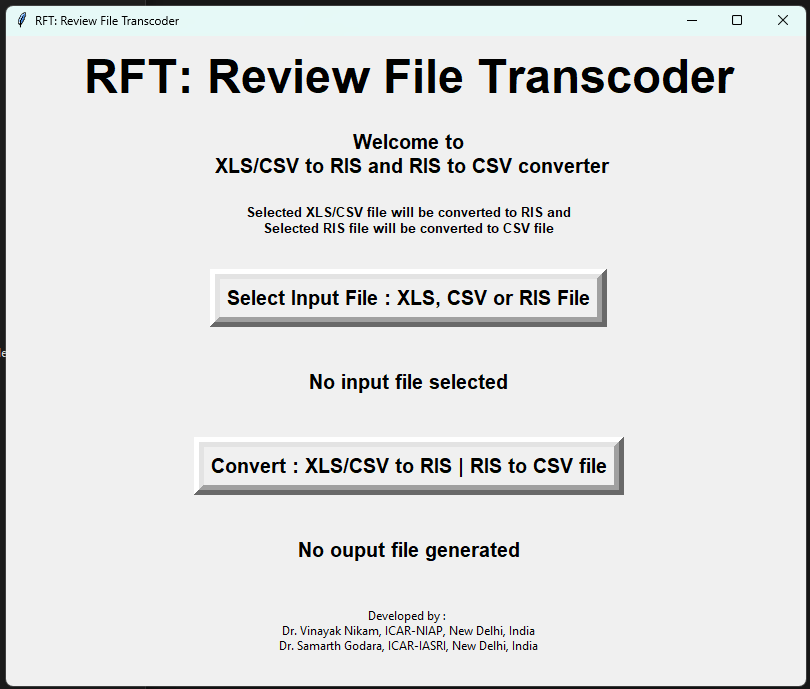 RFT: Review File Transcoder
RFT: Review File Transcoder
Welcome to
XLS/CSV to RIS and RIS to CSV converter
Selected XLS/CSV file will be converted to RIS and
Selected RIS file will be converted to CSV file
Select Input File : XLS, CSV or RIS File
No input file selected
Convert : XLS/CSV to RIS | RIS to CSV file
No ouput file generated
Developed by :
Dr. Vinayak Nikam, ICAR-NIAP, New Delhi, India
Dr. Samarth Godara, ICAR-IASRI, New Delhi, India